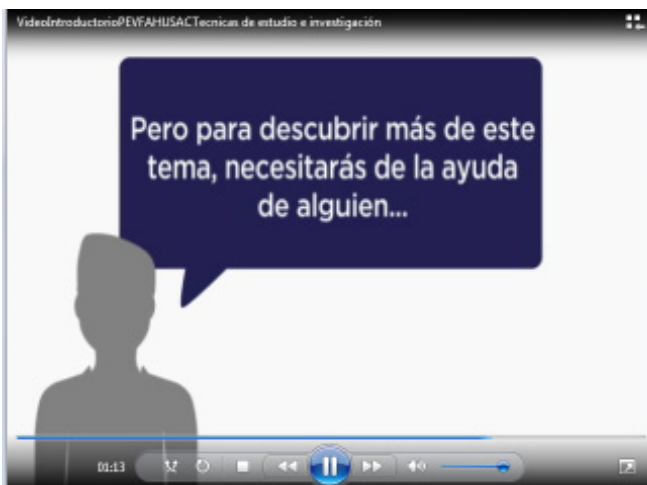 VideoIntroductorioPEVFAHUSACTecnicas de estudio e investigación
Pero para descubrir más de este
tema, necesitarás de la ayuda
de alguien...
01:13